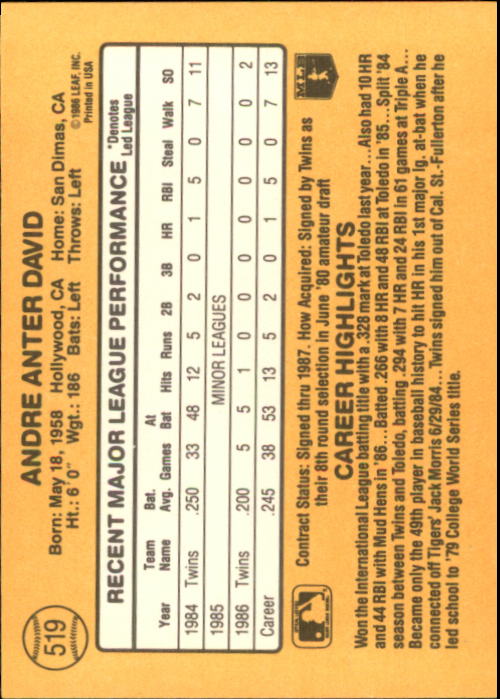 519
ANDRE ANTER DAVID
Born: May 18, 1958 Hollywood, CA Home: San Dimas, CA
Ht.: 6' 0" Wgt.: 186 Bats: Left Throws: Left
©1986 LEAF, INC.
Printed in USA
RECENT MAJOR LEAGUE PERFORMANCE *Denotes Led League
Year Team Name Bat. Avg. Games At Bat Hits Runs 2B 3B HR RBI Steal Walk SO
1984 Twins .250 33 48 12 5 2 0 1 5 0 7 11
1985 MINOR LEAGUES
1986 Twins .200 5 5 1 0 0 0 0 0 0 0 2
Career .245 38 53 13 5 2 0 1 5 0 7 13
Contract Status: Signed thru 1987. How Acquired: Signed by Twins as
their 8th round selection in June '80 amateur draft
MLB
CAREER HIGHLIGHTS
Won the International League batting title with a .328 mark at Toledo last year...Also had 10 HR
and 44 RBI with Mud Hens in '86...Batted .266 with 8 HR and 48 RBI at Toledo in '85...Split '84
season between Twins and Toledo, batting .294 with 7 HR and 24 RBI in 61 games at Triple A...
Became only the 49th player in baseball history to hit HR in his 1st major lg. at-bat when he
connected off Tigers' Jack Morris 6/29/84...Twins signed him out of Cal. St.-Fullerton after he
led school to '79 College World Series title.